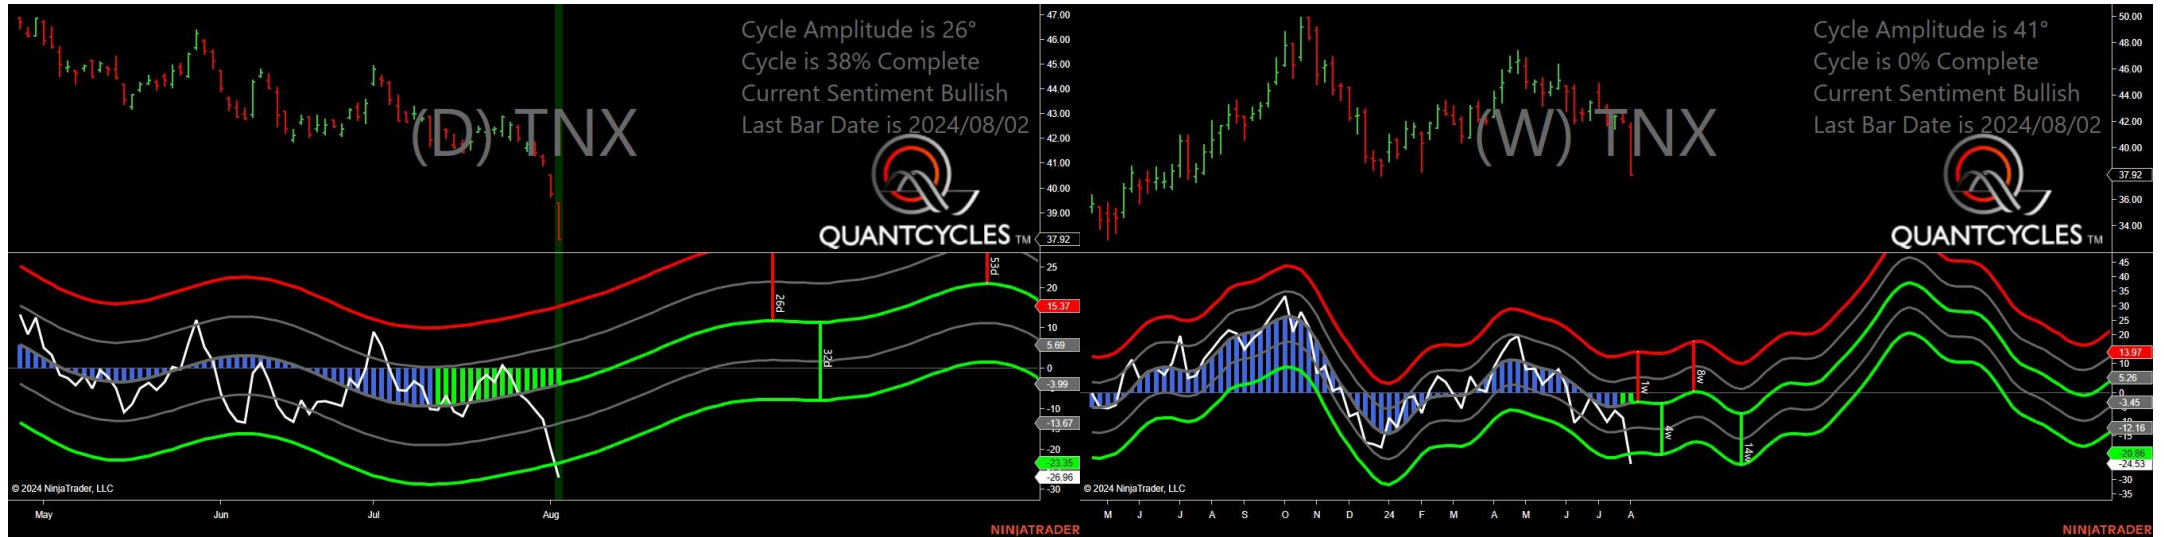 Cycle Amplitude is 26°
Cycle is 38% Complete
Current Sentiment Bullish
Last Bar Date is 2024/08/02
(D) TNX
QUANTCYCLES TM
47.00
46.00
45.00
44.00
43.00
42.00
41.00
40.00
39.00
37.92
53d
26d
32d
25
20
15.37
10
5.69
0
-3.99
-10
-13.67
-20
-23.35
-26.96
-30
© 2024 NinjaTrader, LLC
May Jun Jul Aug
NINJATRADER
Cycle Amplitude is 41°
Cycle is 0% Complete
Current Sentiment Bullish
Last Bar Date is 2024/08/02
(W) TNX
QUANTCYCLES TM
50.00
48.00
46.00
44.00
42.00
40.00
37.92
36.00
34.00
1w
8w
4w
14w
45
40
35
30
25
20
13.97
10
5.26
0
-3.45
-12.16
-15
-20.86
-24.53
-30
-35
© 2024 NinjaTrader, LLC
M J J A S O N D 24 F M A M J J A
NINJATRADER